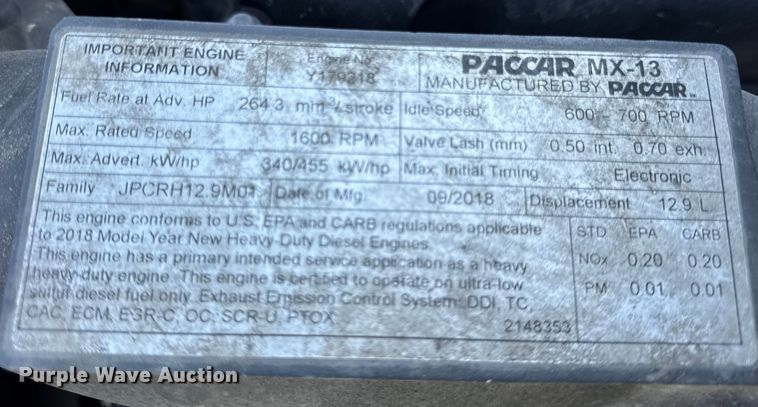 IMPORTANT ENGINE INFORMATION
Engine No. Y179218
PACCAR MX-13
MANUFACTURED BY PACCAR
Fuel Rate at Adv. HP 264.3 mm³/stroke
Idle Speed 600 - 700 RPM
Max. Rated Speed 1600 RPM
Valve Lash (mm) 0.50 int. 0.70 exh.
Max. Advert. kW/hp 340/455 kW/hp
Max. Initial Timing Electronic
Family JPCRH12.9M01
Date of Mfg 09/2018
Displacement 12.9 L
This engine conforms to U.S. EPA and CARB regulations applicable
to 2018 Model Year New Heavy-Duty Diesel Engines.
This engine has a primary intended service application as a heavy
heavy-duty engine. This engine is certified to operate on ultra-low
sulfur diesel fuel only. Exhaust Emission Control System: DDI, TC,
CAC, ECM, EGR-C, OC, SCR-U, PTOX
2148353
STD EPA CARB
NOx 0.20 0.20
PM 0.01 0.01
Purple Wave Auction